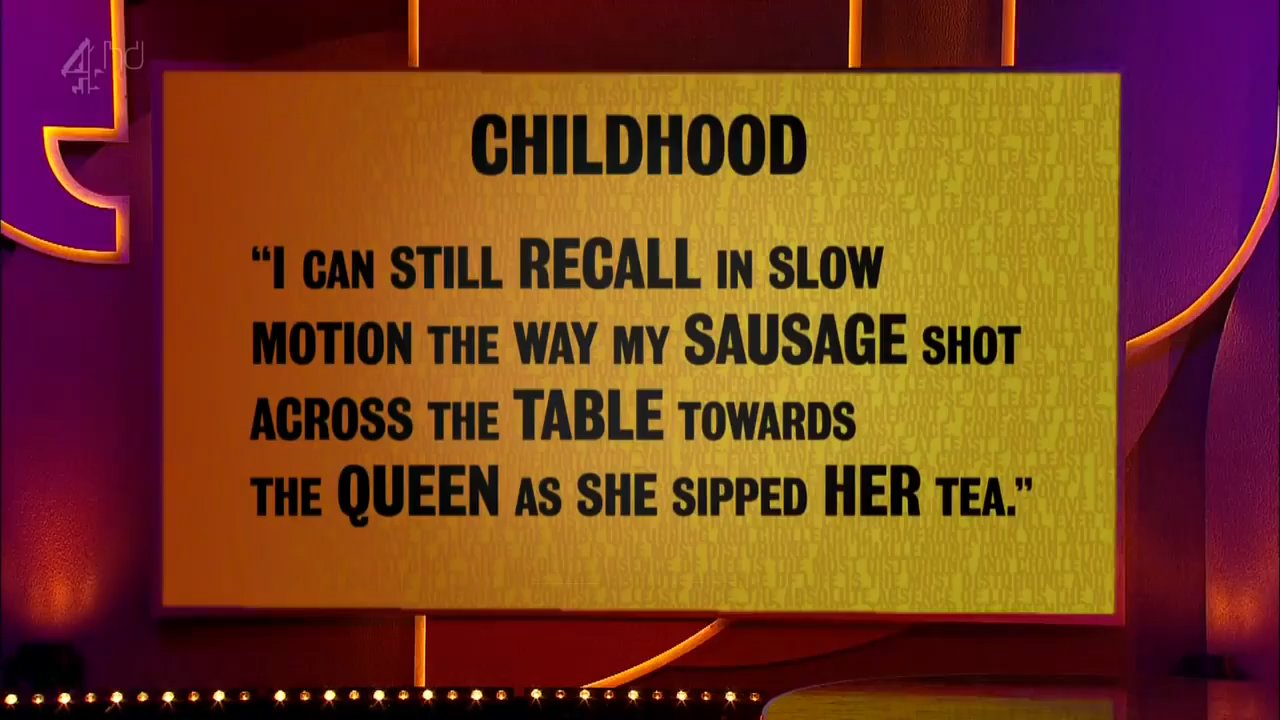 4hd
CHILDHOOD
“I CAN STILL RECALL IN SLOW
MOTION THE WAY MY SAUSAGE SHOT
ACROSS THE TABLE TOWARDS
THE QUEEN AS SHE SIPPED HER TEA.”